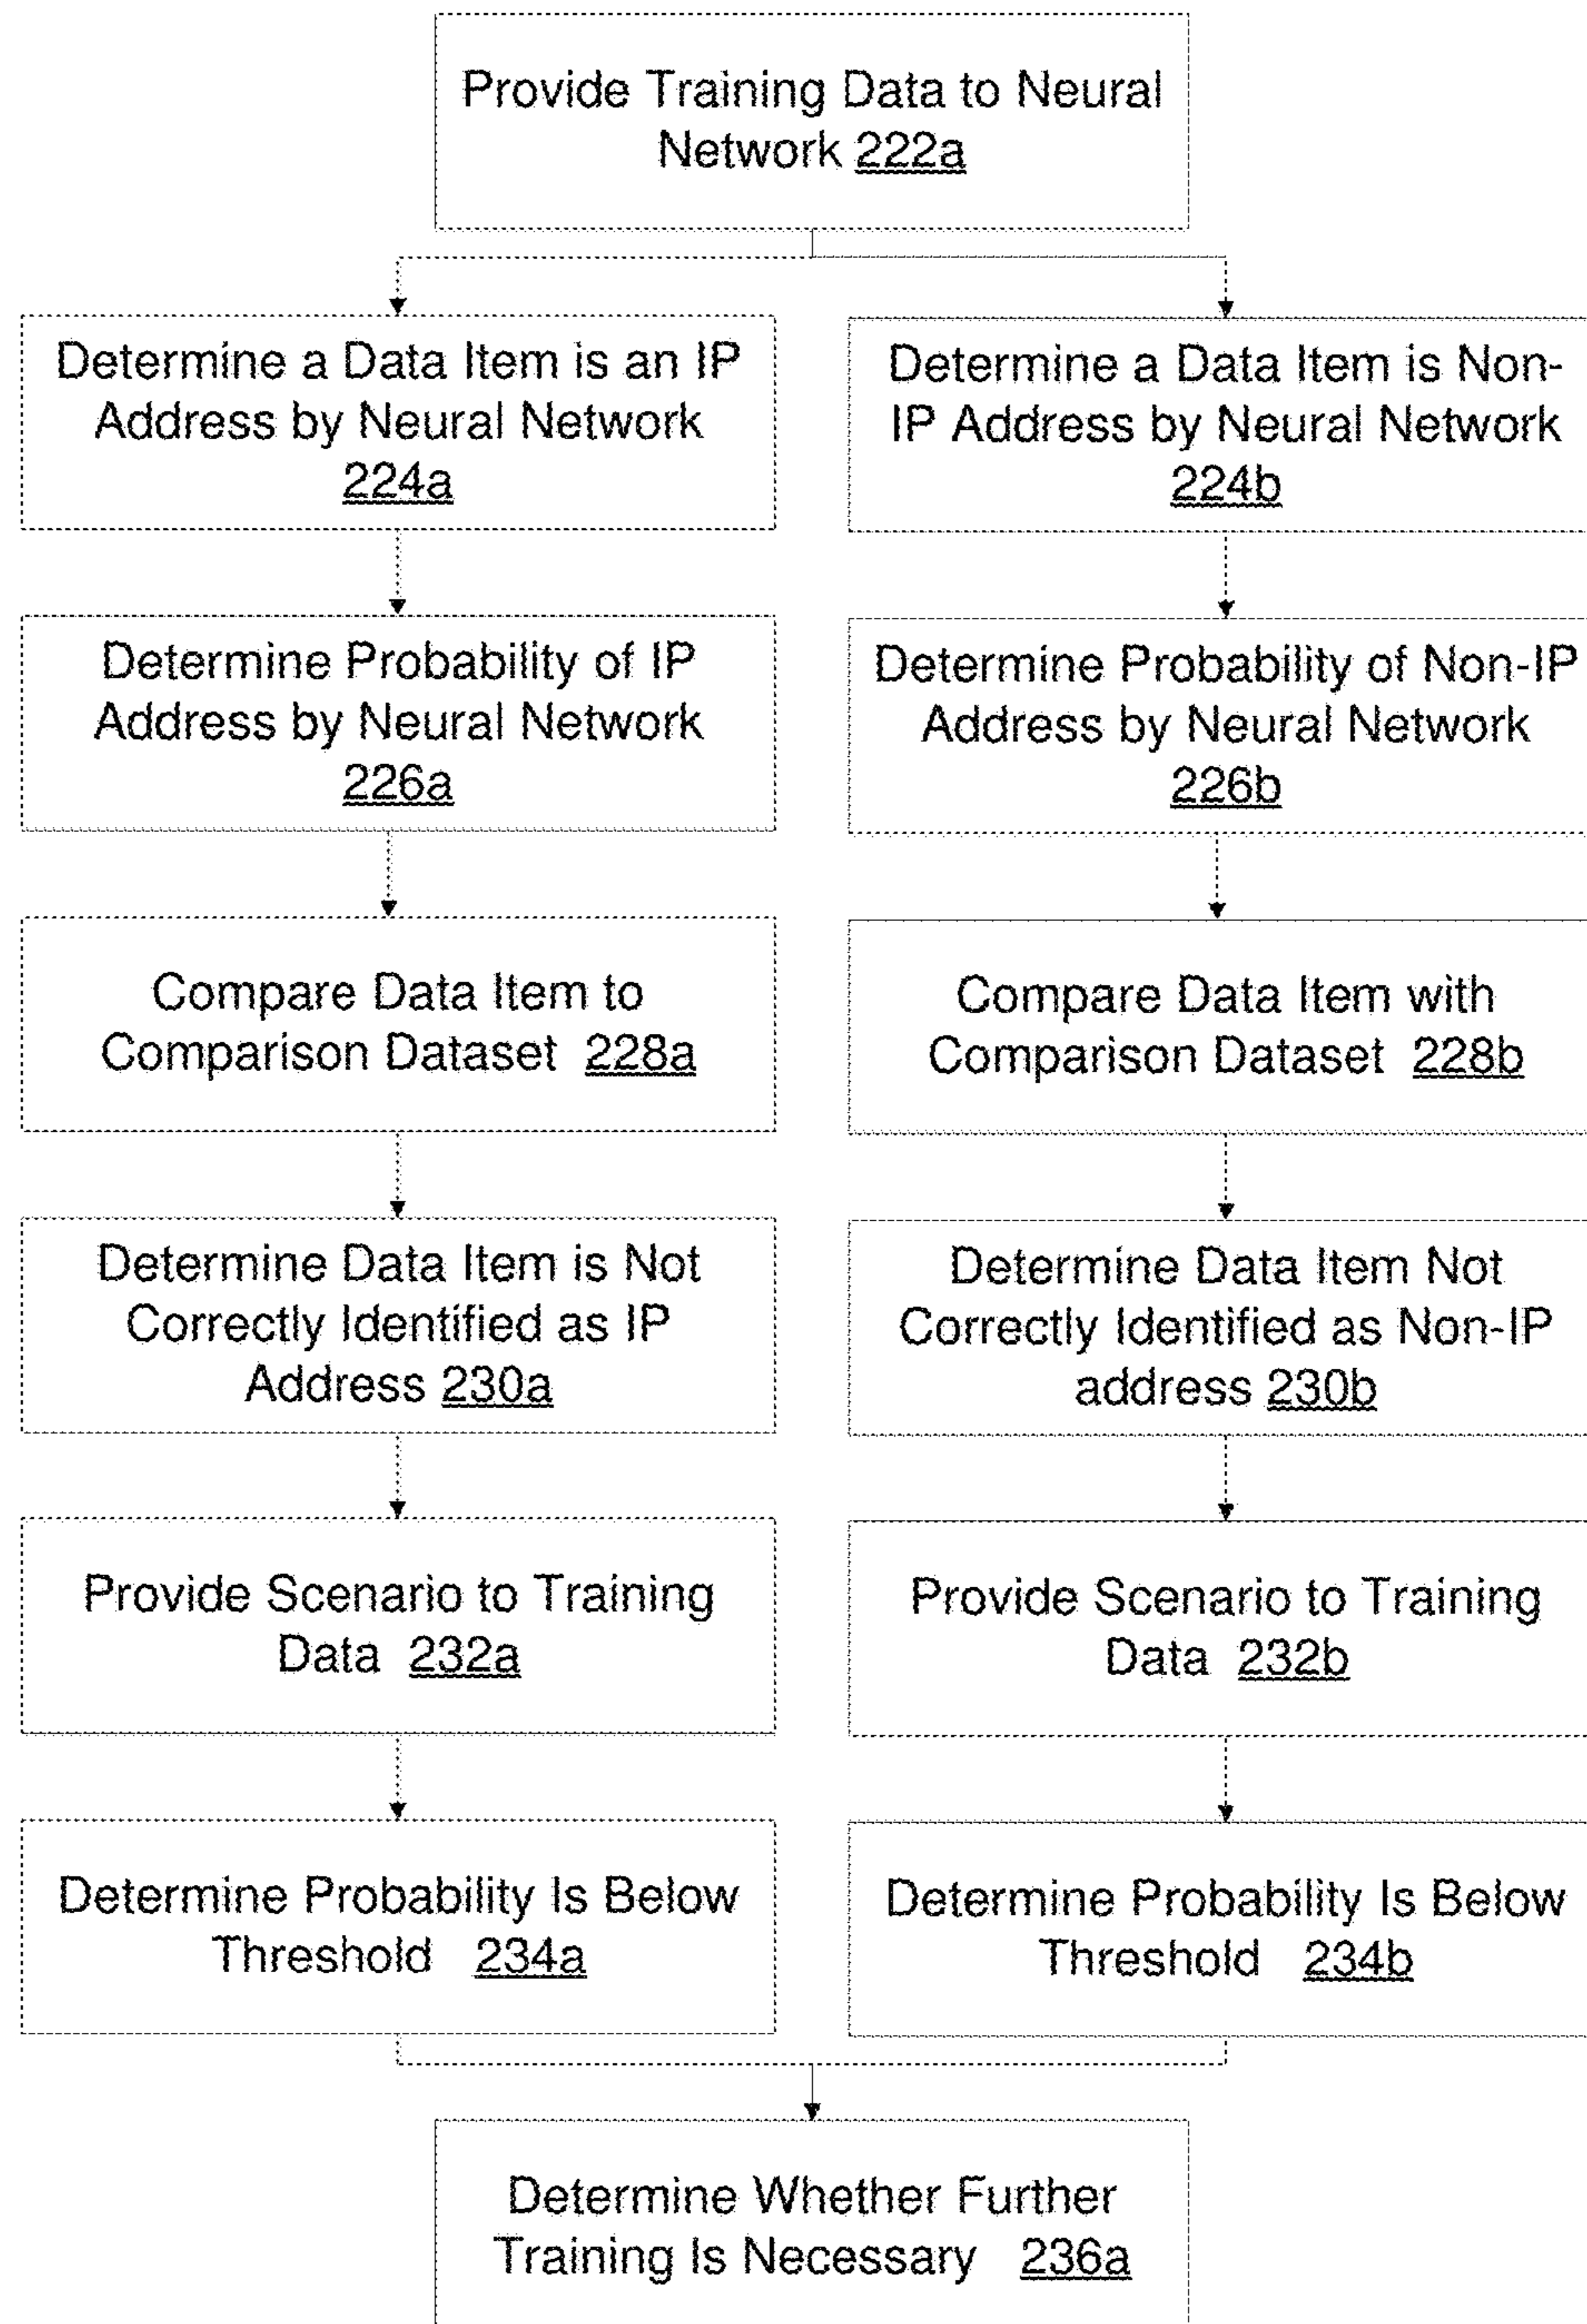 Provide Training Data to Neural
Network 222a
Determine a Data Item is an IP
Address by Neural Network
224a
Determine a Data Item is Non-
IP Address by Neural Network
224b
Determine Probability of IP
Address by Neural Network
226a
Determine Probability of Non-IP
Address by Neural Network
226b
Compare Data Item to
Comparison Dataset 228a
Compare Data Item with
Comparison Dataset 228b
Determine Data Item is Not
Correctly Identified as IP
Address 230a
Determine Data Item Not
Correctly Identified as Non-IP
address 230b
Provide Scenario to Training
Data 232a
Provide Scenario to Training
Data 232b
Determine Probability Is Below
Threshold 234a
Determine Probability Is Below
Threshold 234b
Determine Whether Further
Training Is Necessary 236a